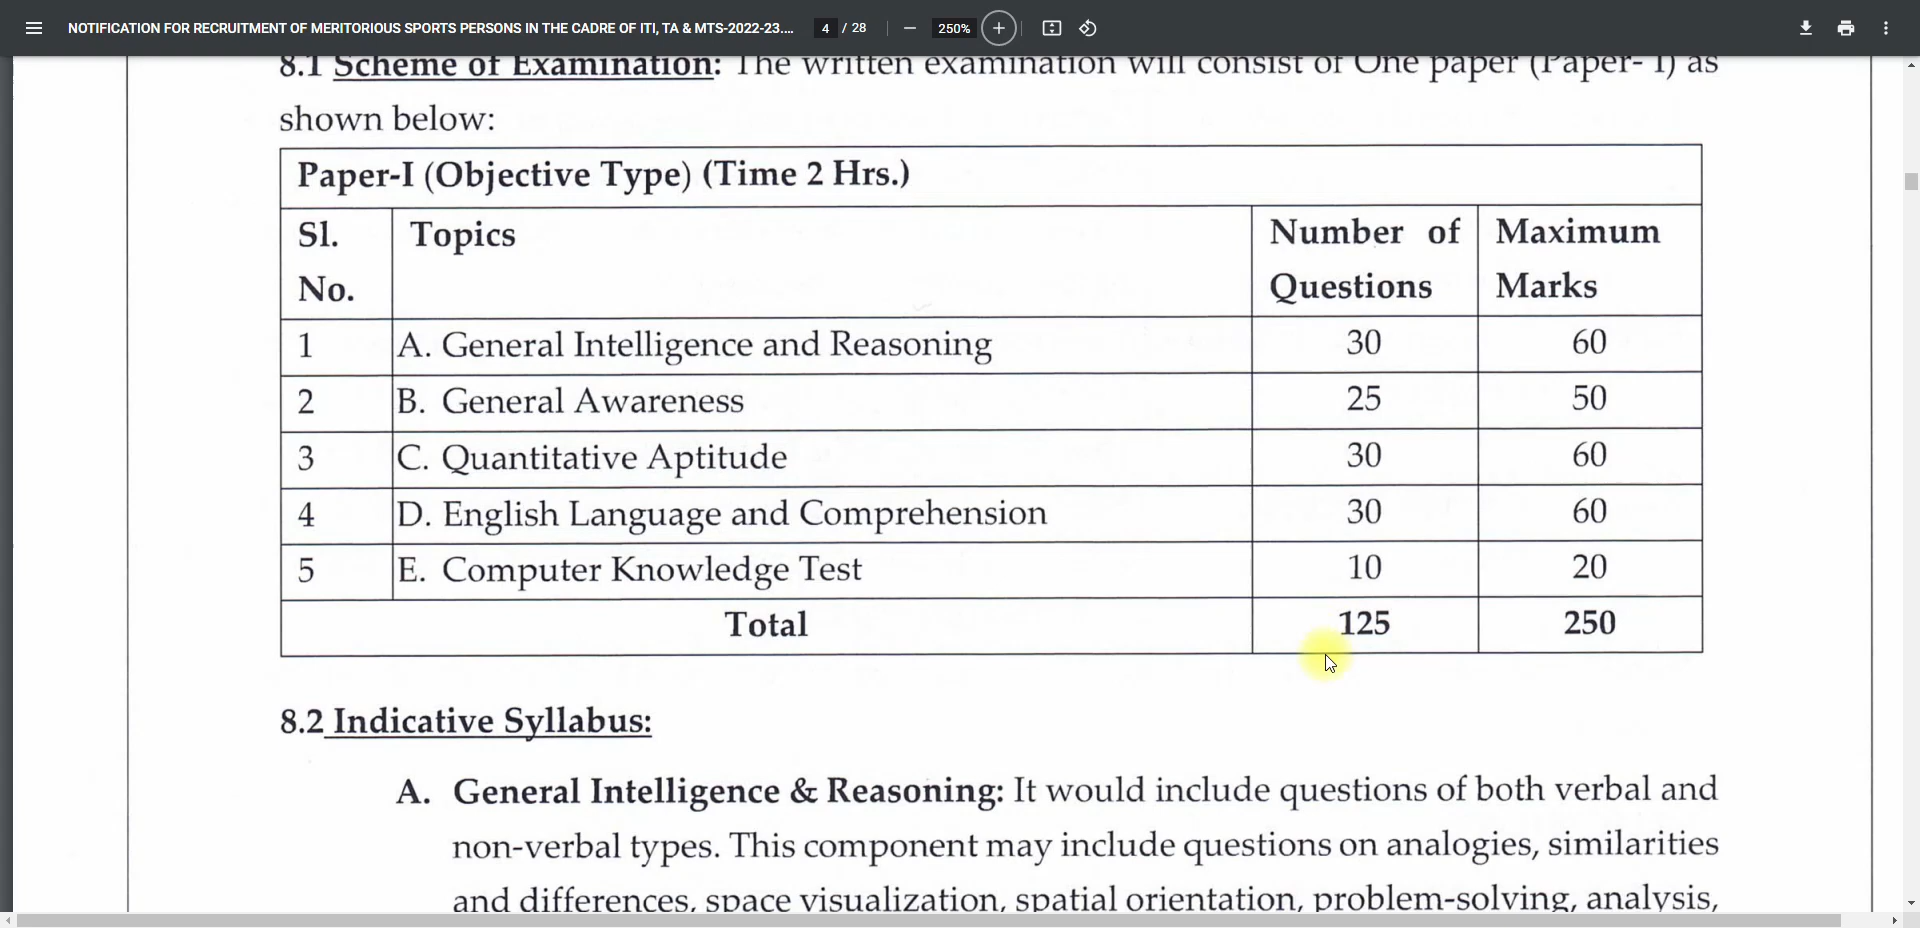 NOTIFICATION FOR RECRUITMENT OF MERITORIOUS SPORTS PERSONS IN THE CADRE OF ITI, TA & MTS-2022-23.... 4 / 28 250%
8.1 Scheme of Examination: The written examination will consist of One paper (Paper- I) as
shown below:
Paper-I (Objective Type) (Time 2 Hrs.)
Sl. No. Topics Number of Questions Maximum Marks
1 A. General Intelligence and Reasoning 30 60
2 B. General Awareness 25 50
3 C. Quantitative Aptitude 30 60
4 D. English Language and Comprehension 30 60
5 E. Computer Knowledge Test 10 20
Total 125 250
8.2 Indicative Syllabus:
A. General Intelligence & Reasoning: It would include questions of both verbal and
non-verbal types. This component may include questions on analogies, similarities
and differences, space visualization, spatial orientation, problem-solving, analysis,